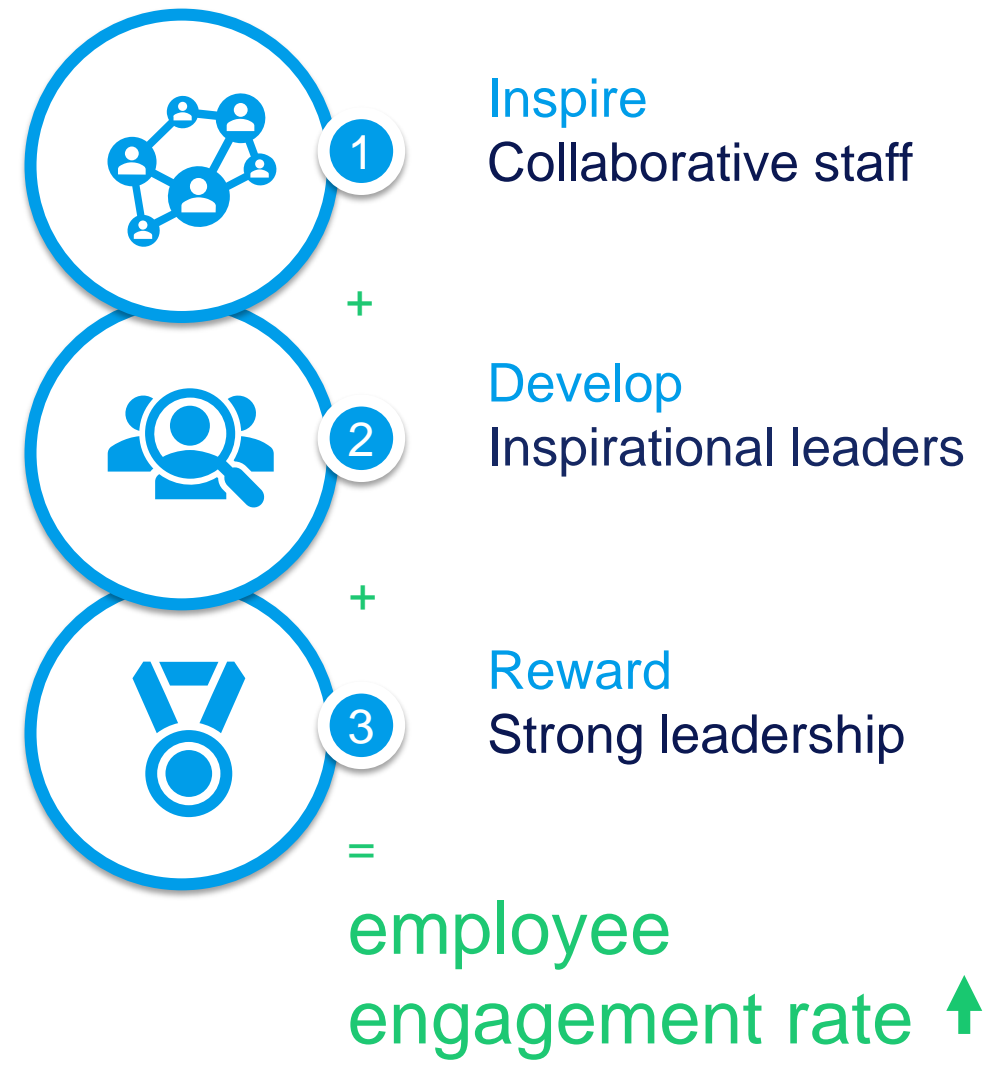 1
Inspire
Collaborative staff
+
2
Develop
Inspirational leaders
+
3
Reward
Strong leadership
=
employee
engagement rate